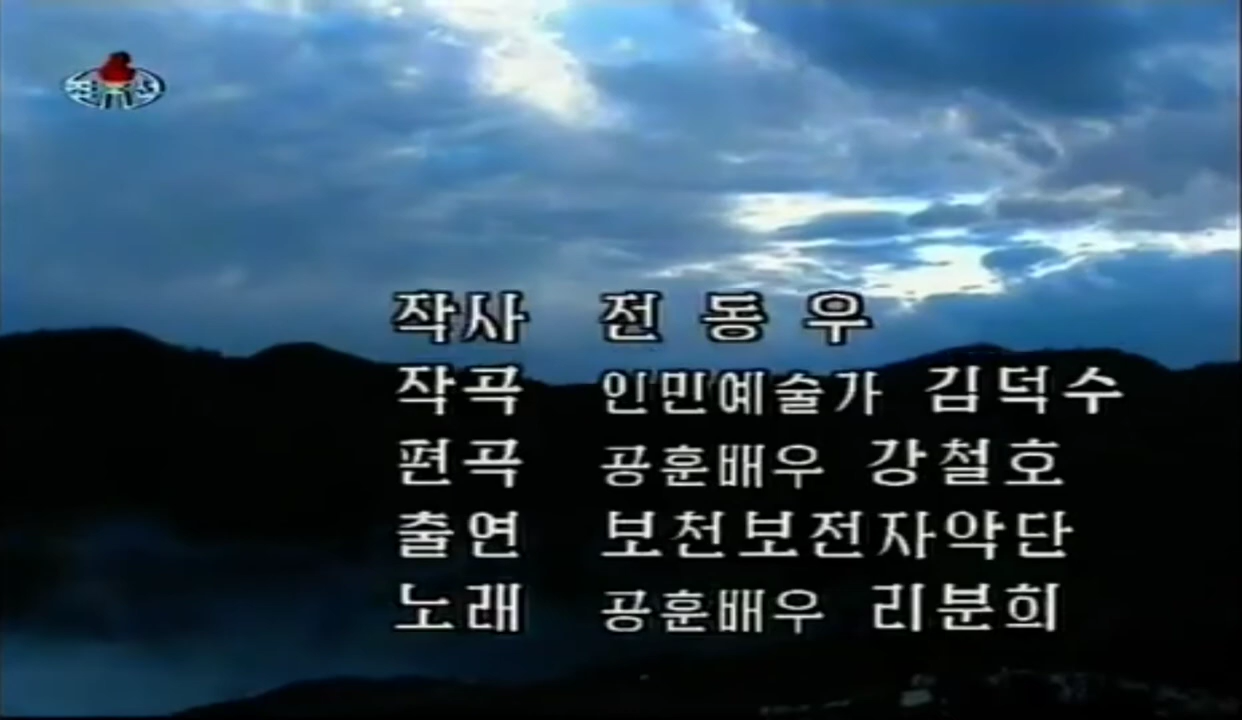 작사 전동우
작곡 인민예술가 김덕수
편곡 공훈배우 강철호
출연 보천보전자악단
노래 공훈배우 리분희